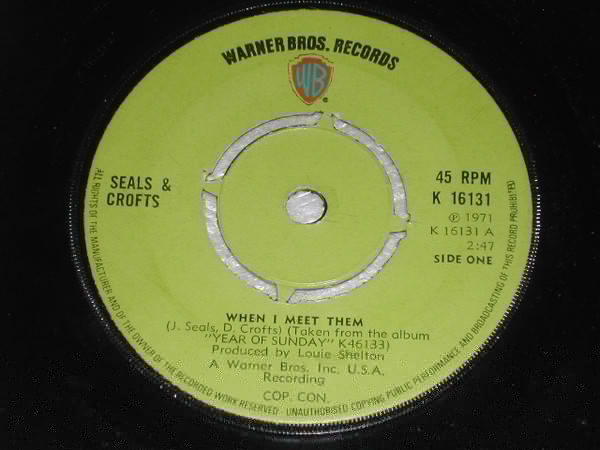 WARNER BROS. RECORDS
WB
SEALS &
CROFTS
45 RPM
K 16131
℗ 1971
K 16131 A
2:47
SIDE ONE
WHEN I MEET THEM
(J. Seals, D. Crofts) (Taken from the album
"YEAR OF SUNDAY" K46133)
Produced by Louie Shelton
A Warner Bros. Inc. U.S.A.
Recording
COP. CON.
ALL RIGHTS OF THE MANUFACTURER AND OF THE OWNER OF THE RECORDED WORK RESERVED · UNAUTHORISED COPYING PUBLIC PERFORMANCE AND BROADCASTING OF THIS RECORD PROHIBITED